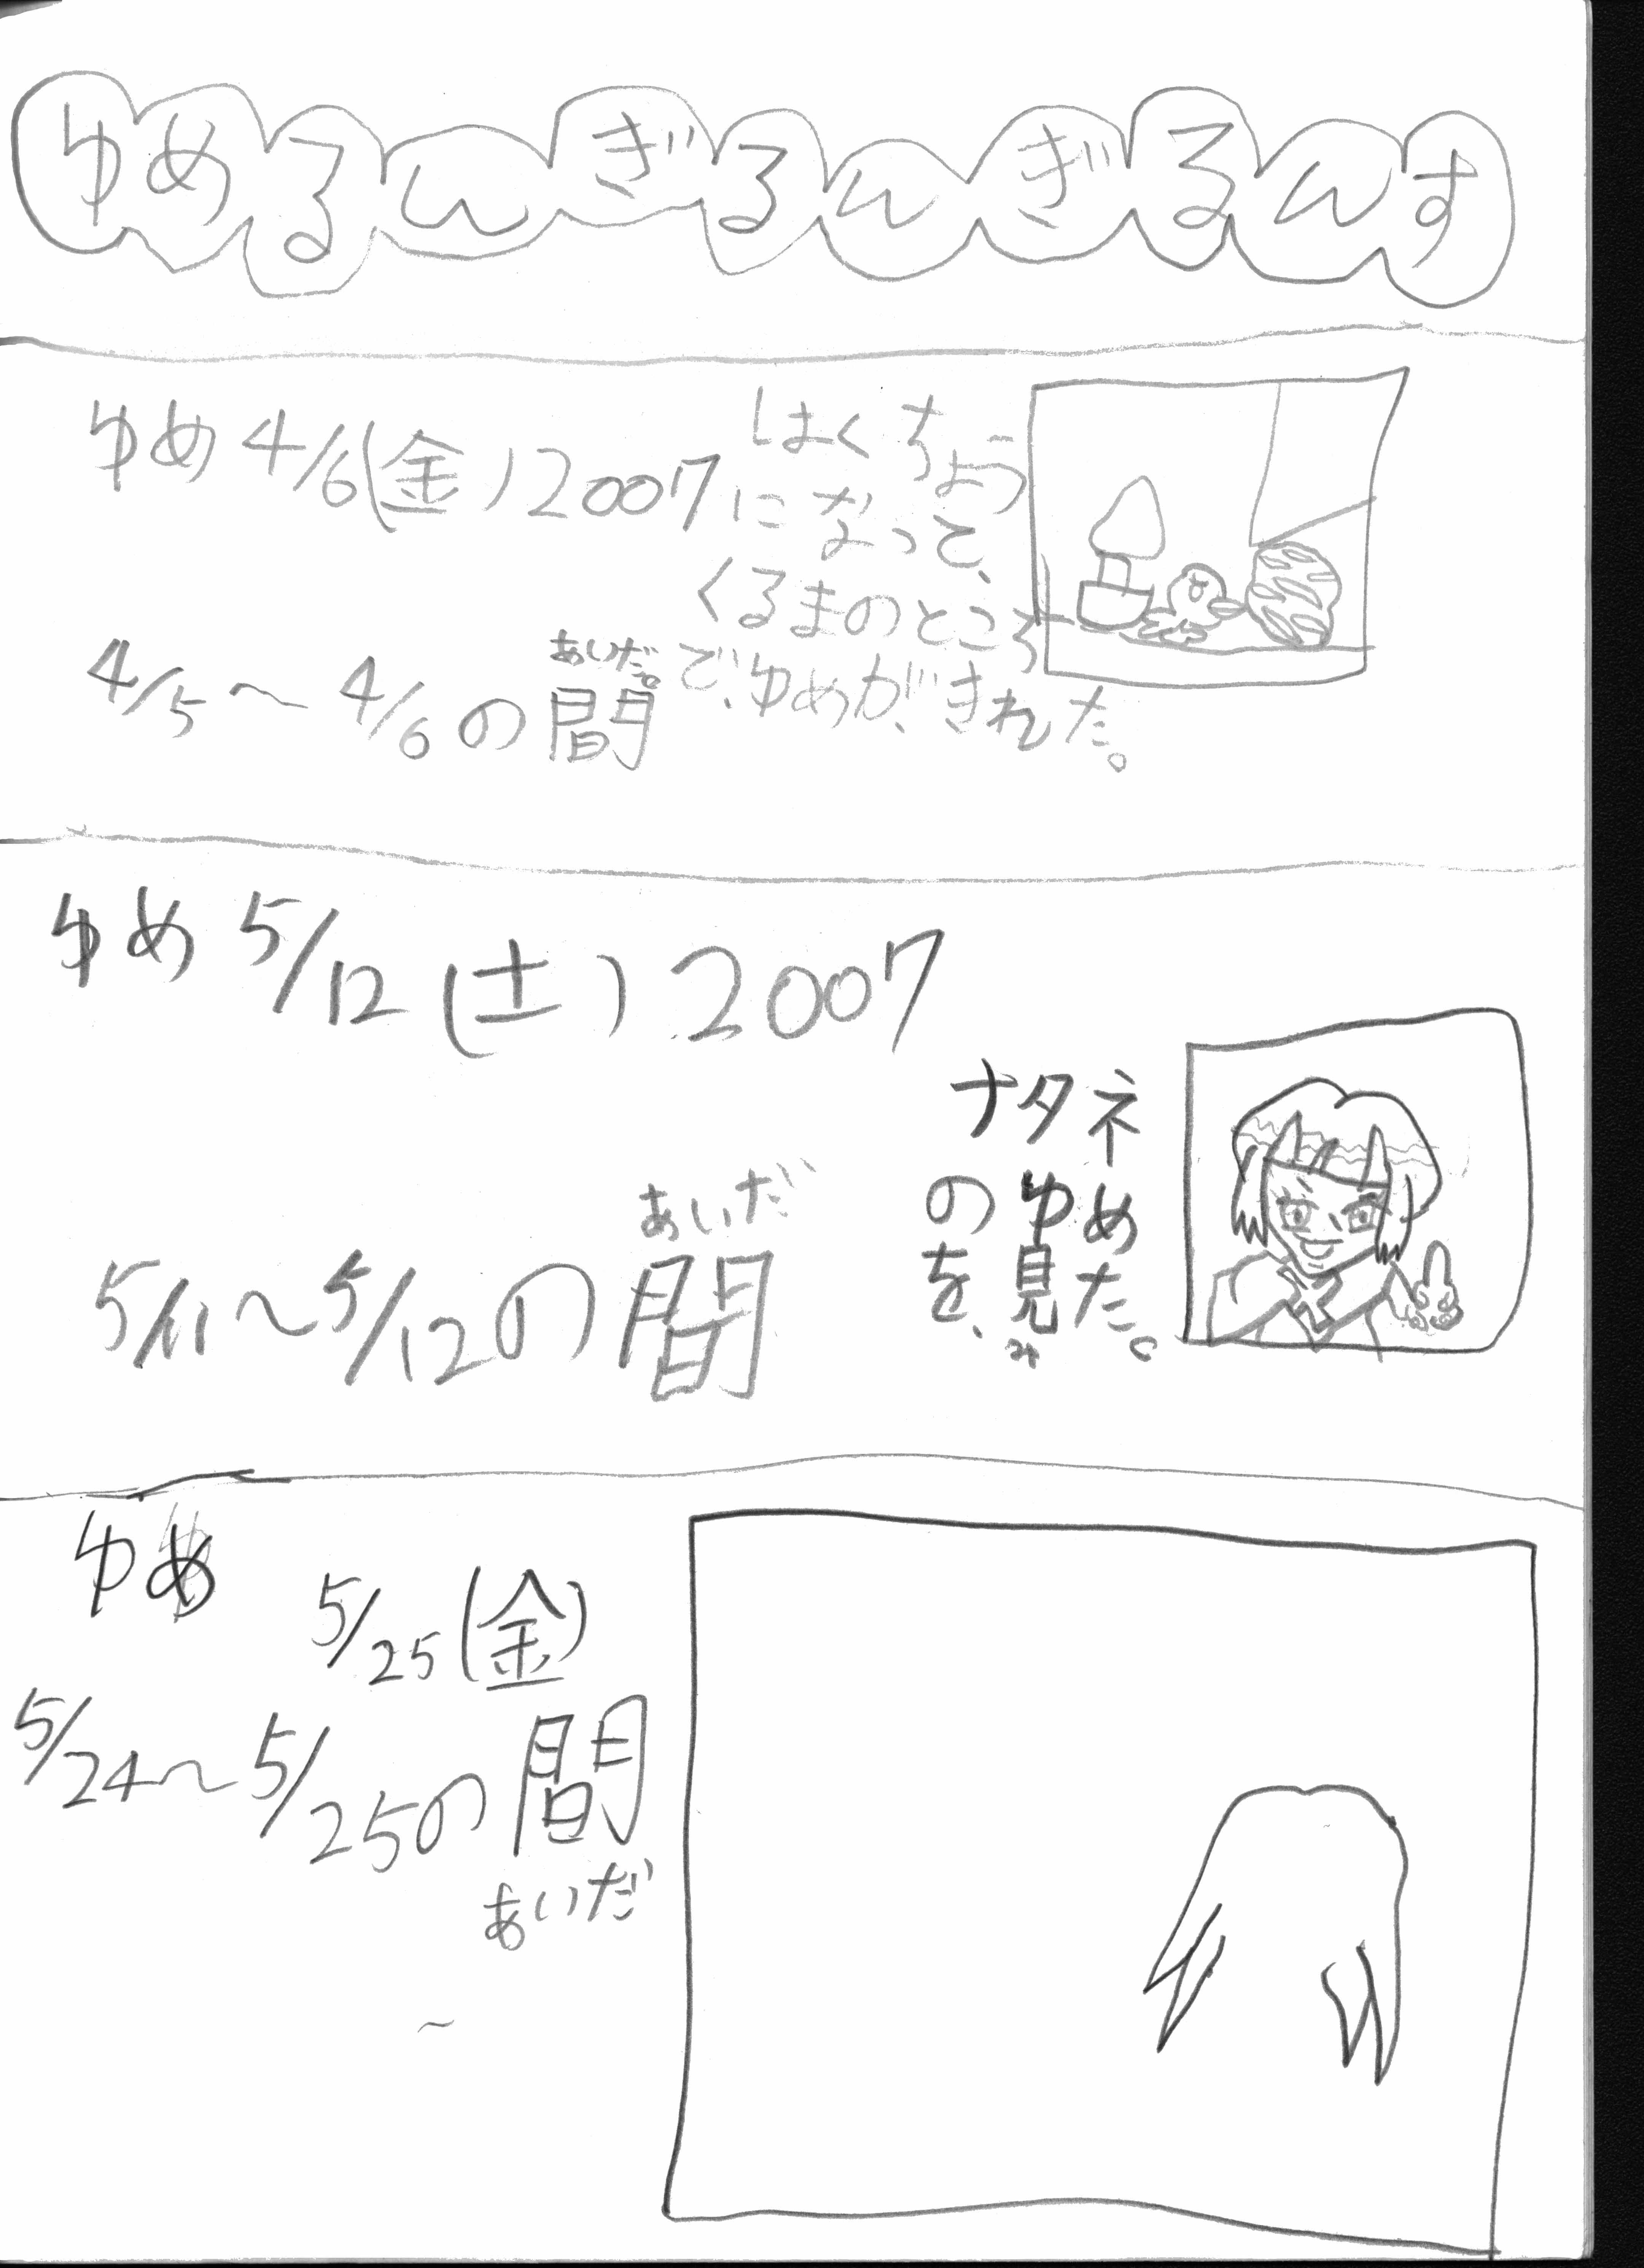 ゆめるんぎるんぎるんす
ゆめ 4/6(金)2007
はくちょう
になって、
くるまのところ
で、ゆめが、きれた。
4/5～4/6の間
あいだ。
ゆめ 5/12(土)2007
ナタネ
のゆめ
を、見た。
み
5/11～5/12の間
あいだ
ゆめ
5/25(金)
5/24～5/25の間
あいだ
～